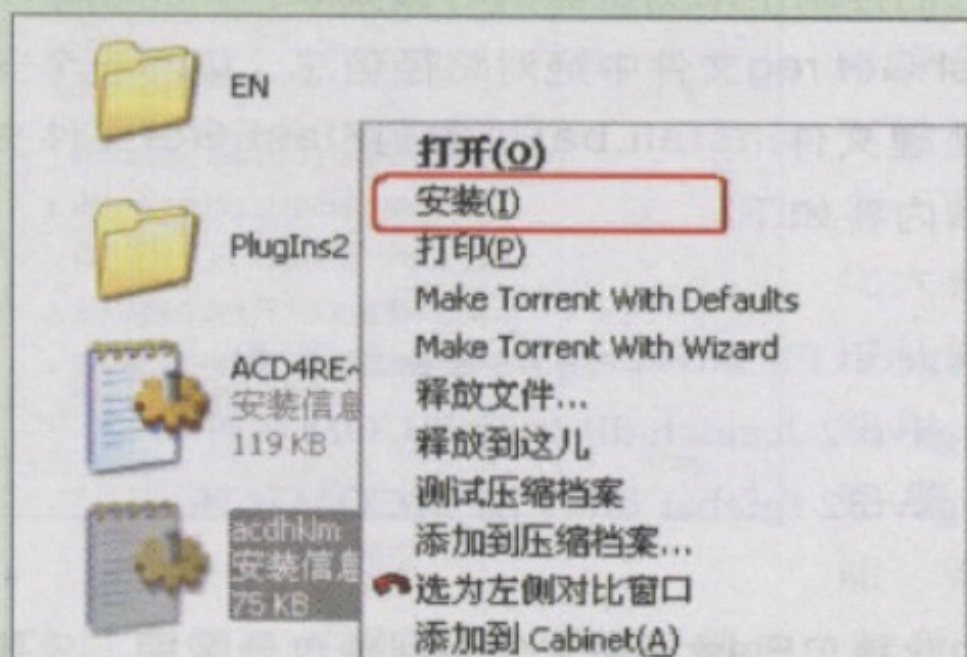 EN
PlugIns2
ACD4RE~
安装信息
119 KB
acdhklm
安装信息
75 KB
打开(O)
安装(I)
打印(P)
Make Torrent With Defaults
Make Torrent With Wizard
释放文件...
释放到这儿
测试压缩档案
添加到压缩档案...
选为左侧对比窗口
添加到 Cabinet(A)